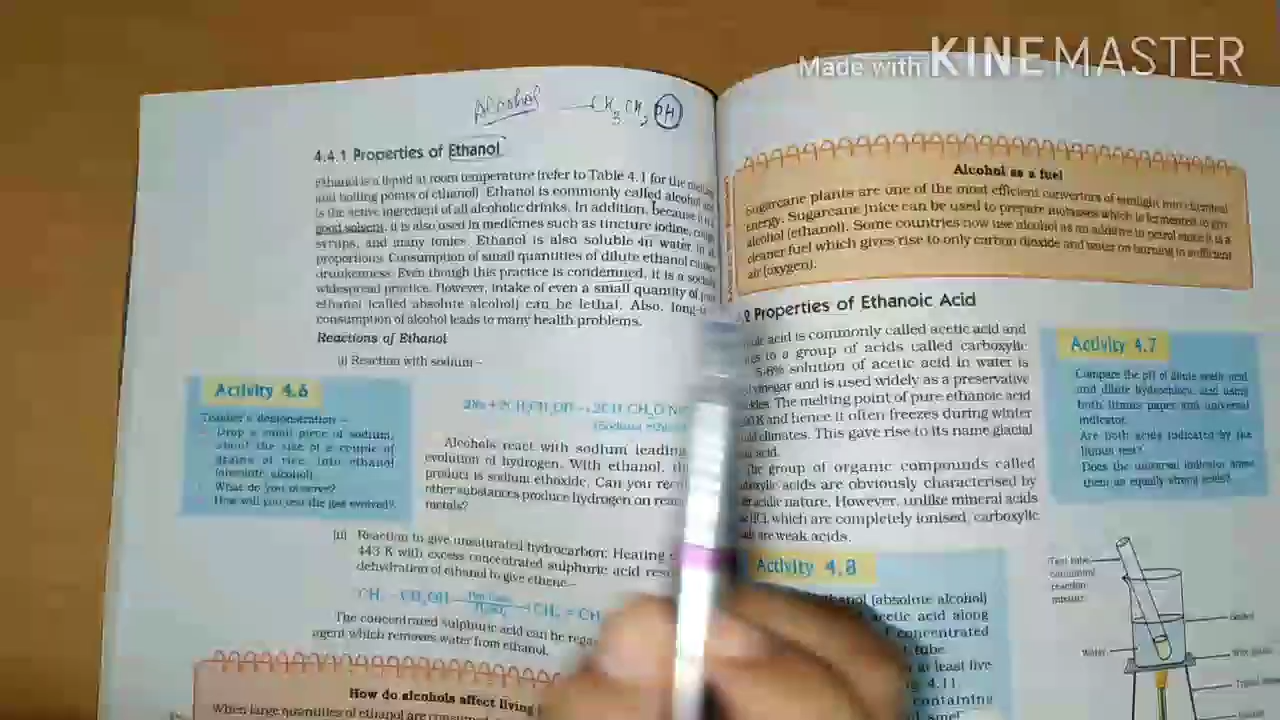 Made with KINEMASTER
Alcohol — CH3CH2OH
4.4.1 Properties of Ethanol
Ethanol is a liquid at room temperature (refer to Table 4.1 for the
and boiling points of ethanol). Ethanol is commonly called alcohol and
is the active ingredient of all alcoholic drinks. In addition, because it is a
good solvent, it is also used in medicines such as tincture iodine,
syrups, and many tonics. Ethanol is also soluble in water in
proportions. Consumption of small quantities of dilute ethanol
drunkenness. Even though this practice is condemned, it is a
widespread practice. However, intake of even a small quantity of
ethanol (called absolute alcohol) can be lethal. Also,
consumption of alcohol leads to many health problems.
Reactions of Ethanol
(i) Reaction with sodium –
Activity 4.6
Teacher's demonstration –
Drop a small piece of sodium,
about the size of a couple of
grains of rice, into ethanol
(absolute alcohol).
What do you observe?
How will you test the gas evolved?
2Na + 2CH3CH2OH → 2CH3CH2O
(Sodium
Alcohols react with sodium leading
evolution of hydrogen. With ethanol,
product is sodium ethoxide. Can you
other substances produce hydrogen on
metals?
(ii) Reaction to give unsaturated hydrocarbon: Heating
443 K with excess concentrated sulphuric acid
dehydration of ethanol to give ethene –
The concentrated sulphuric acid can be
agent which removes water from ethanol.
How do alcohols affect living
When large quantities of ethanol are
Alcohol as a fuel
Sugarcane plants are one of the most efficient convertors of sunlight into chemical
energy. Sugarcane juice can be used to prepare molasses which is fermented to give
alcohol (ethanol). Some countries now use alcohol as an additive in petrol since it is a
cleaner fuel which gives rise to only carbon dioxide and water on burning in sufficient
air (oxygen).
2 Properties of Ethanoic Acid
acid is commonly called acetic acid and
to a group of acids called carboxylic
5-8% solution of acetic acid in water is
vinegar and is used widely as a preservative
The melting point of pure ethanoic acid
K and hence it often freezes during winter
climates. This gave rise to its name glacial
acid.
group of organic compounds called
acids are obviously characterised by
acidic nature. However, unlike mineral acids
HCl, which are completely ionised, carboxylic
are weak acids.
Activity 4.7
Compare the pH of dilute acetic acid
and dilute hydrochloric acid using
both litmus paper and universal
indicator.
Are both acids indicated by the
litmus test?
Does the universal indicator show
them as equally strong acids?
Activity 4.8
ethanol (absolute alcohol)
acetic acid along
concentrated
tube.
at least five
4.11.
containing
smell
Test tube
containing
reaction
mixture
Beaker
Water
Wire gauze
Tripod